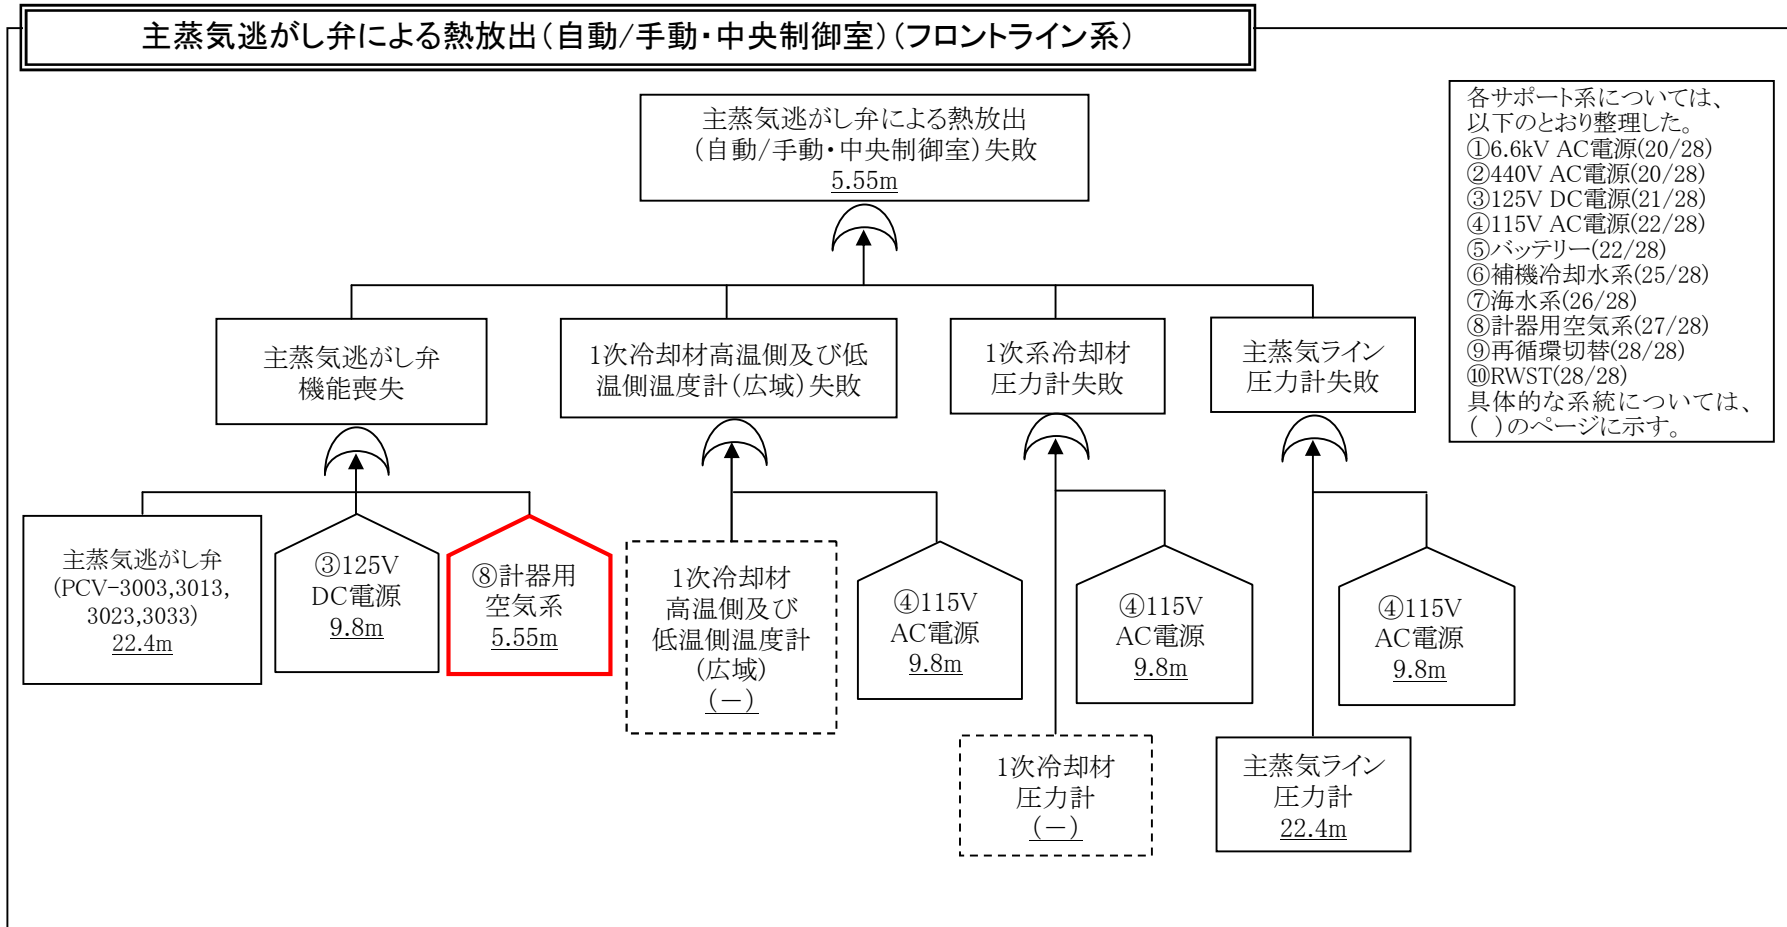 主蒸気逃がし弁による熱放出(自動/手動・中央制御室)(フロントライン系)
主蒸気逃がし弁による熱放出
(自動/手動・中央制御室)失敗
5.55m
各サポート系については、
以下のとおり整理した。
①6.6kV AC電源(20/28)
②440V AC電源(20/28)
③125V DC電源(21/28)
④115V AC電源(22/28)
⑤バッテリー(22/28)
⑥補機冷却水系(25/28)
⑦海水系(26/28)
⑧計器用空気系(27/28)
⑨再循環切替(28/28)
⑩RWST(28/28)
具体的な系統については、
( )のページに示す。
主蒸気逃がし弁
機能喪失
1次冷却材高温側及び低
温側温度計(広域)失敗
1次系冷却材
圧力計失敗
主蒸気ライン
圧力計失敗
主蒸気逃がし弁
(PCV-3003,3013,
3023,3033)
22.4m
③125V
DC電源
9.8m
⑧計器用
空気系
5.55m
1次冷却材
高温側及び
低温側温度計
(広域)
(-)
④115V
AC電源
9.8m
1次冷却材
圧力計
(-)
④115V
AC電源
9.8m
主蒸気ライン
圧力計
22.4m
④115V
AC電源
9.8m